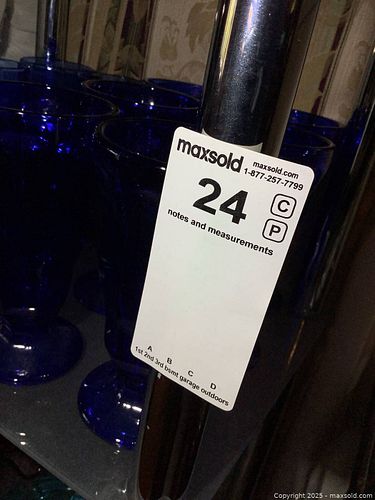 maxsold
maxsold.com
1-877-257-7799
24
C
P
notes and measurements
A B C D
1st 2nd 3rd bsmt garage outdoors
Copyright 2025 - maxsold.com